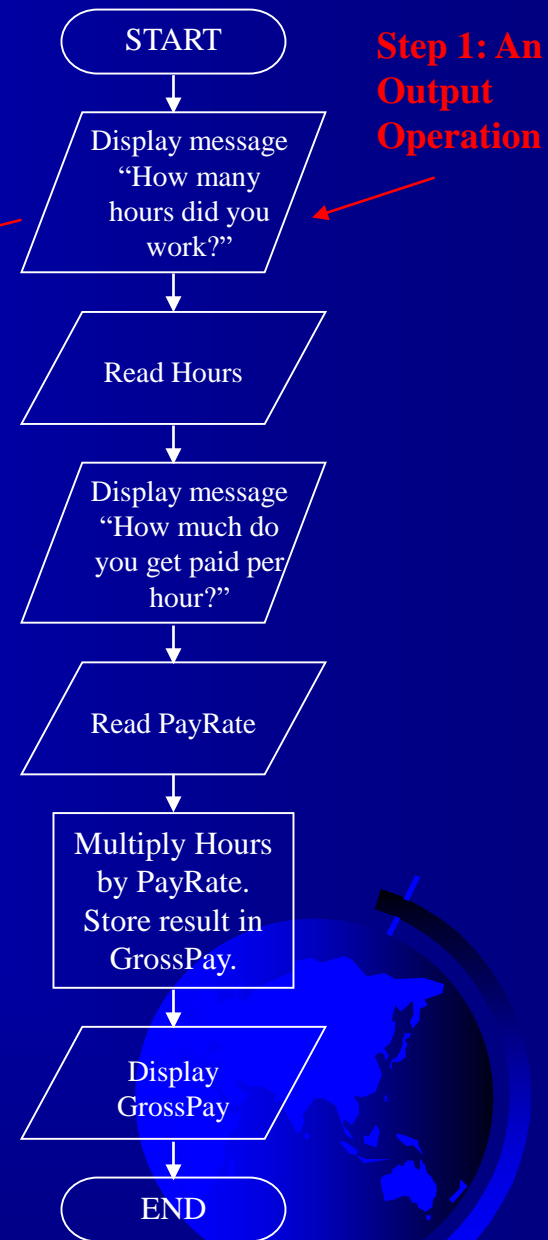 START
Step 1: An
Output
Operation
Display message
“How many
hours did you
work?”
Read Hours
Display message
“How much do
you get paid per
hour?”
Read PayRate
Multiply Hours
by PayRate.
Store result in
GrossPay.
Display
GrossPay
END